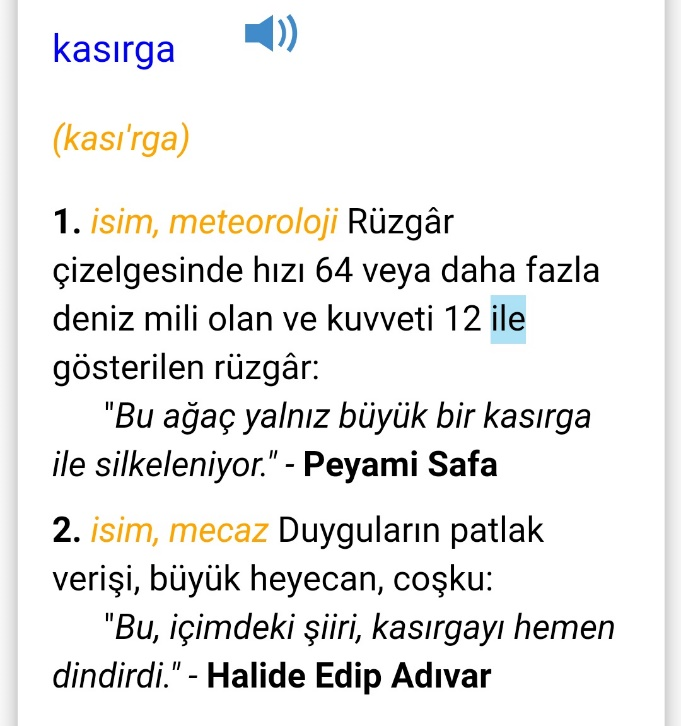 kasırga
(kası'rga)
1. isim, meteoroloji Rüzgâr
çizelgesinde hızı 64 veya daha fazla
deniz mili olan ve kuvveti 12 ile
gösterilen rüzgâr:
"Bu ağaç yalnız büyük bir kasırga
ile silkeleniyor." - Peyami Safa
2. isim, mecaz Duyguların patlak
verişi, büyük heyecan, coşku:
"Bu, içimdeki şiiri, kasırgayı hemen
dindirdi." - Halide Edip Adıvar